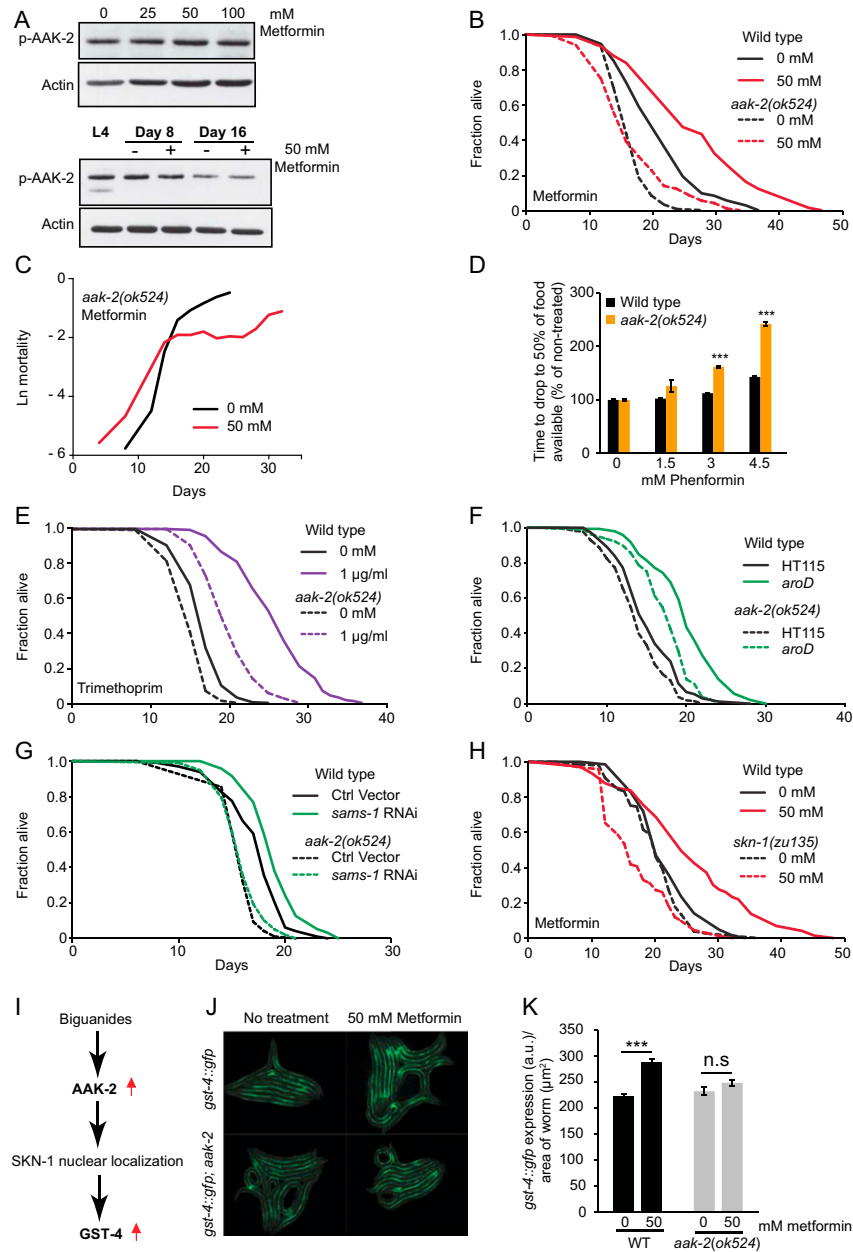 A
0 25 50 100 mM
Metformin
p-AAK-2
Actin
L4 Day 8 Day 16
- + - + 50 mM
Metformin
p-AAK-2
Actin
B
Fraction alive
1.0
0.8
0.6
0.4
0.2
0
0 10 20 30 40 50
Days
Metformin
Wild type
0 mM
50 mM
aak-2(ok524)
0 mM
50 mM
C
Ln mortality
0
- 2
- 4
- 6
0 10 20 30
Days
aak-2(ok524)
Metformin
0 mM
50 mM
D
Time to drop to 50% of food
available (% of non-treated)
300
200
100
0
Wild type
aak-2(ok524)
***
***
0 1.5 3 4.5
mM Phenformin
E
Fraction alive
1.0
0.8
0.6
0.4
0.2
0
0 10 20 30 40
Days
Trimethoprim
Wild type
0 mM
1 µg/ml
aak-2(ok524)
0 mM
1 µg/ml
F
Fraction alive
1.0
0.8
0.6
0.4
0.2
0
0 10 20 30 40
Days
Wild type
HT115
aroD
aak-2(ok524)
HT115
aroD
G
Fraction alive
1.0
0.8
0.6
0.4
0.2
0
0 10 20 30
Days
Wild type
Ctrl Vector
sams-1 RNAi
aak-2(ok524)
Ctrl Vector
sams-1 RNAi
H
Fraction alive
1.0
0.8
0.6
0.4
0.2
0
0 10 20 30 40 50
Days
Metformin
Wild type
0 mM
50 mM
skn-1(zu135)
0 mM
50 mM
I
Biguanides
AAK-2
SKN-1 nuclear localization
GST-4
J
No treatment 50 mM Metformin
gst-4::gfp
gst-4::gfp; aak-2
K
gst-4::gfp expression (a.u.)/
area of worm (µm²)
350
300
250
200
150
100
50
0
***
n.s
0 50 0 50 mM metformin
WT aak-2(ok524)